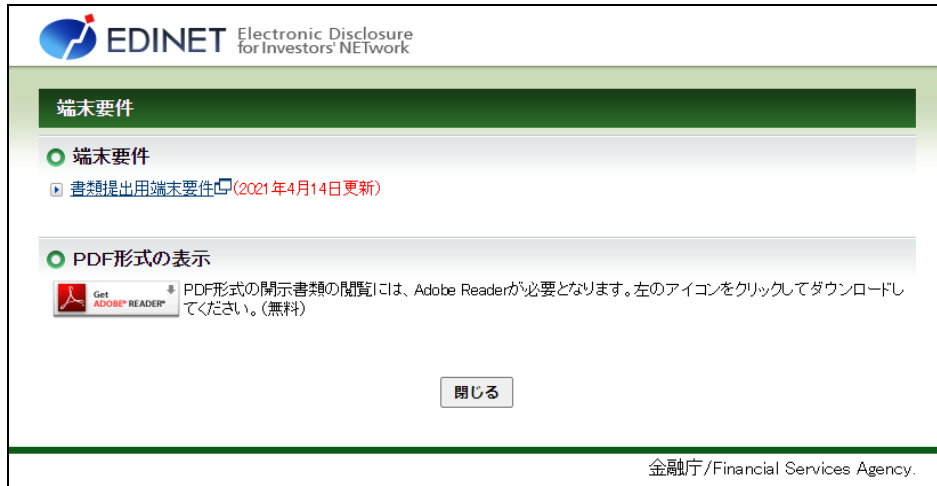 EDINET Electronic Disclosure
for Investors' NETwork
端末要件
端末要件
書類提出用端末要件(2021年4月14日更新)
PDF形式の表示
Get
ADOBE® READER®
PDF形式の開示書類の閲覧には、Adobe Readerが必要となります。左のアイコンをクリックしてダウンロードし
てください。(無料)
閉じる
金融庁/Financial Services Agency.